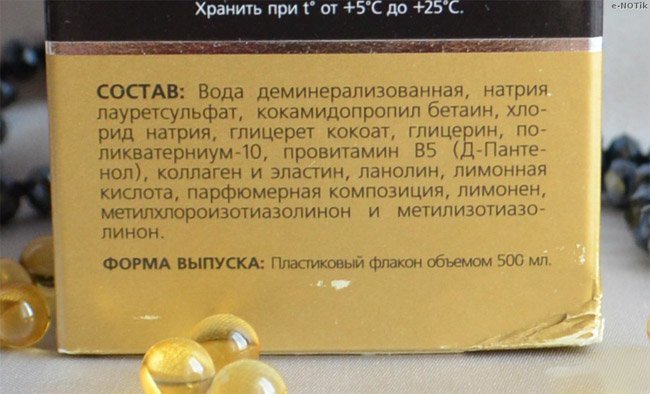 e-NOTik
Хранить при t° от +5°С до +25°С.
СОСТАВ: Вода деминерализованная, натрия
лауретсульфат, кокамидопропил бетаин, хло-
рид натрия, глицерет кокоат, глицерин, по-
ликватерниум-10, провитамин В5 (Д-Панте-
нол), коллаген и эластин, ланолин, лимонная
кислота, парфюмерная композиция, лимонен,
метилхлороизотиазолинон и метилизотиазо-
линон.
ФОРМА ВЫПУСКА: Пластиковый флакон объемом 500 мл.